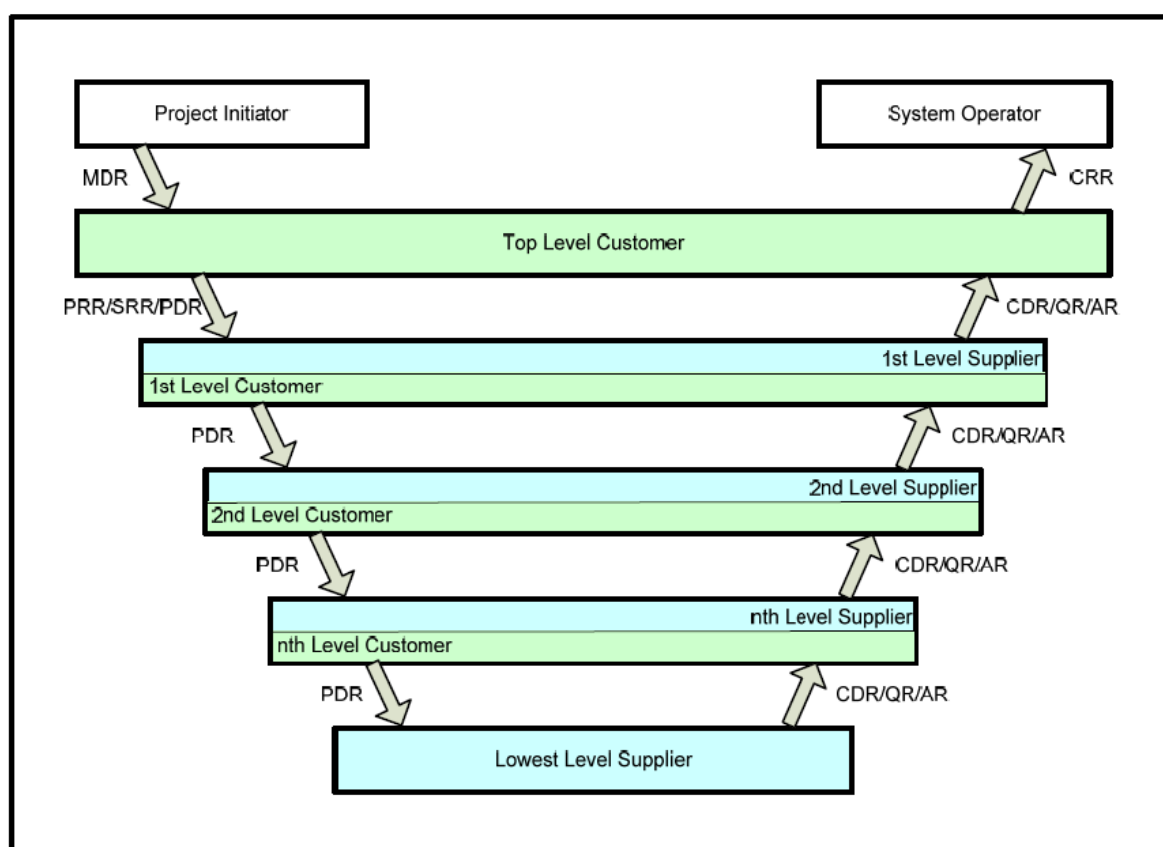 Project Initiator
System Operator
MDR
CRR
Top Level Customer
PRR/SRR/PDR
CDR/QR/AR
1st Level Supplier
1st Level Customer
PDR
CDR/QR/AR
2nd Level Supplier
2nd Level Customer
PDR
CDR/QR/AR
nth Level Supplier
nth Level Customer
PDR
CDR/QR/AR
Lowest Level Supplier